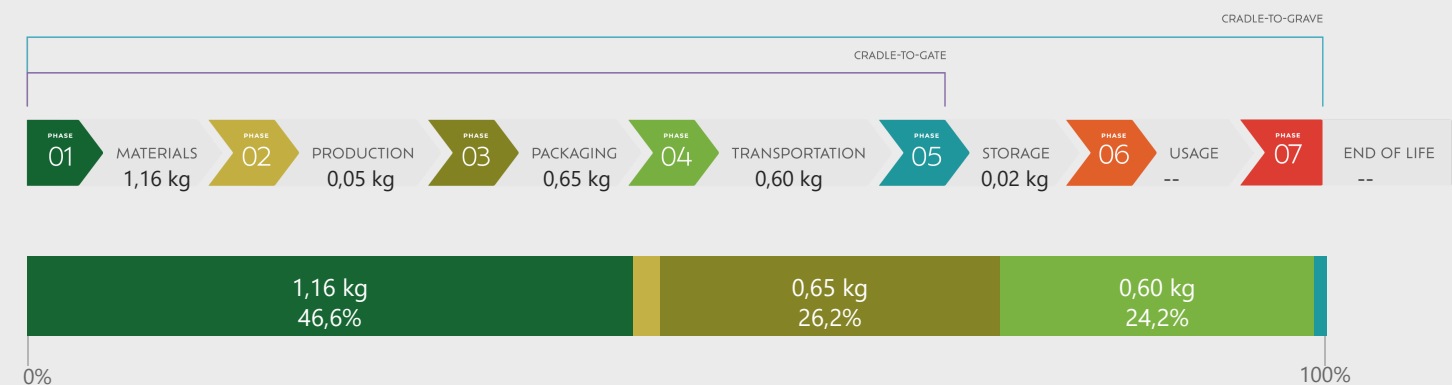 CRADLE-TO-GRAVE
CRADLE-TO-GATE
PHASE
01
MATERIALS
1,16 kg
PHASE
02
PRODUCTION
0,05 kg
PHASE
03
PACKAGING
0,65 kg
PHASE
04
TRANSPORTATION
0,60 kg
PHASE
05
STORAGE
0,02 kg
PHASE
06
USAGE
--
PHASE
07
END OF LIFE
--
1,16 kg
46,6%
0,65 kg
26,2%
0,60 kg
24,2%
0%
100%